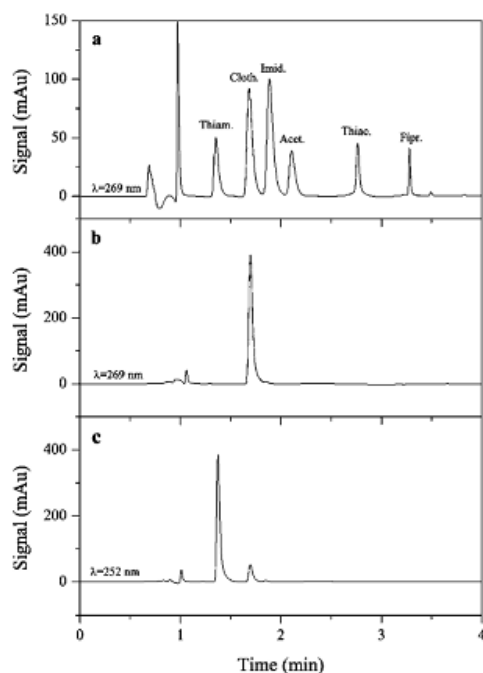 150
a
Imid.
Cloth.
100
Thiam.
Acet.
Thiac.
Fipr.
50
0
λ=269 nm
Signal (mAu)
b
400
200
0
λ=269 nm
Signal (mAu)
c
400
200
0
λ=252 nm
Signal (mAu)
0 1 2 3 4
Time (min)